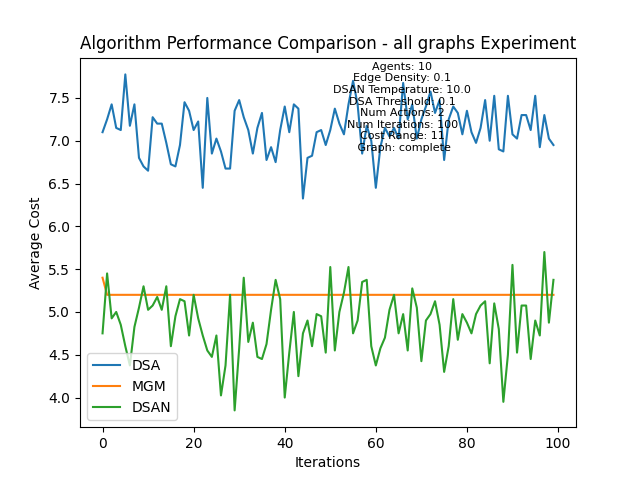 Algorithm Performance Comparison - all graphs Experiment
Agents: 10
Edge Density: 0.1
DSAN Temperature: 10.0
DSA Threshold: 0.1
Num Actions: 2
Num Iterations: 100
Cost Range: 11
Graph: complete
Average Cost
7.5
7.0
6.5
6.0
5.5
5.0
4.5
4.0
DSA
MGM
DSAN
0
20
40
60
80
100
Iterations